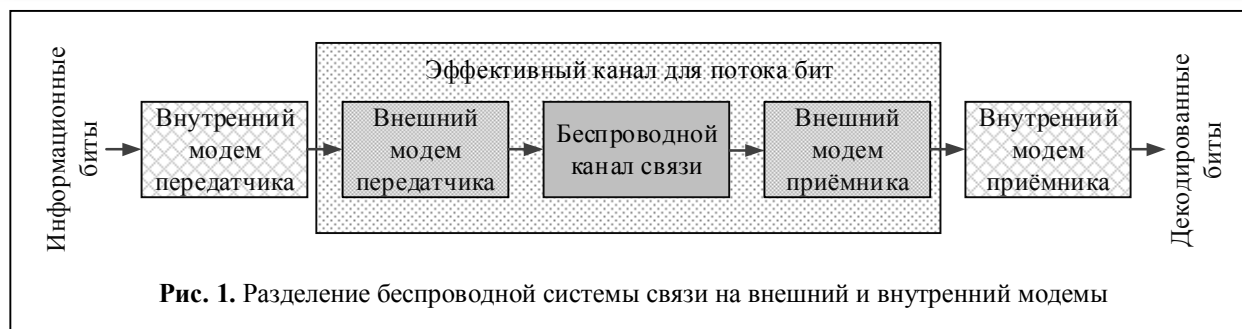 Информационные
биты
Эффективный канал для потока бит
Внутренний
модем
передатчика
Внешний
модем
передатчика
Беспроводной
канал связи
Внешний
модем
приёмника
Внутренний
модем
приёмника
Декодированные
биты
Рис. 1. Разделение беспроводной системы связи на внешний и внутренний модемы